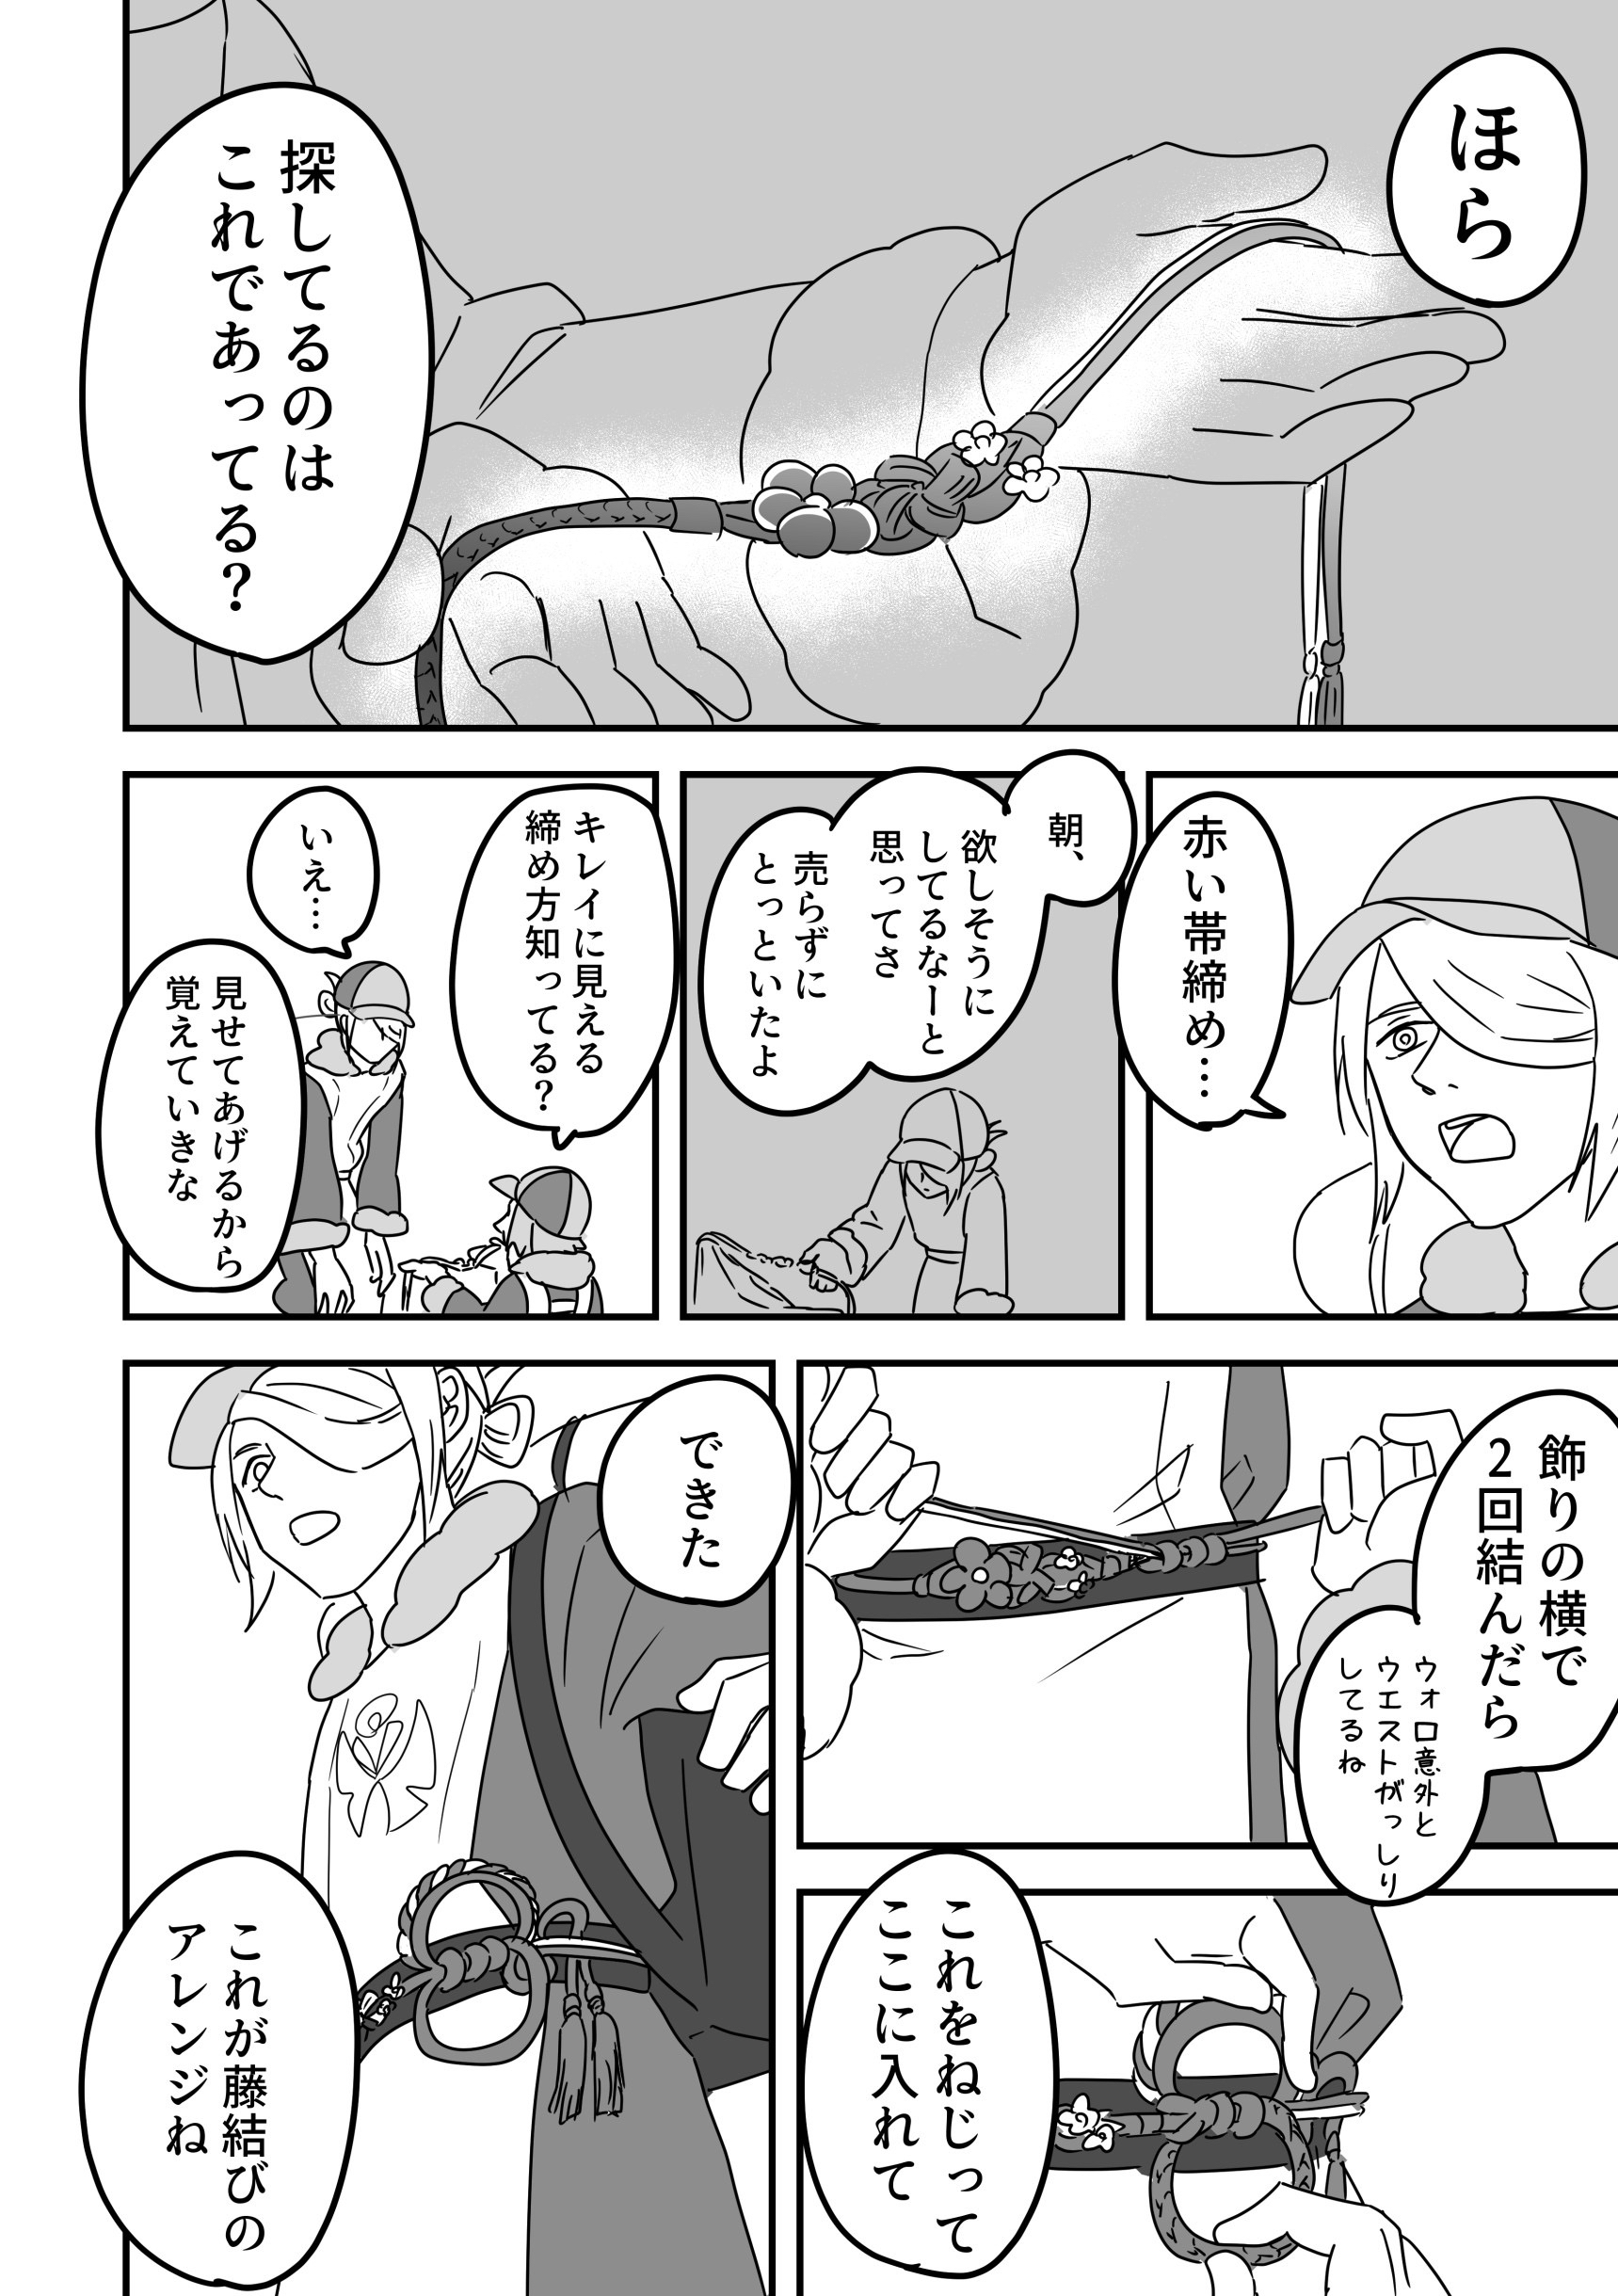 ほら
探してるのは
これであってる?
赤い帯締め…
朝、
欲しそうに
してるなーと
思ってさ
売らずに
とっといたよ
キレイに見える
締め方知ってる?
いえ…
見せてあげるから
覚えていきな
飾りの横で
2回結んだら
ウォロ意外と
ウエストがっしり
してるね
これをねじって
ここに入れて
できた
これが藤結びの
アレンジね